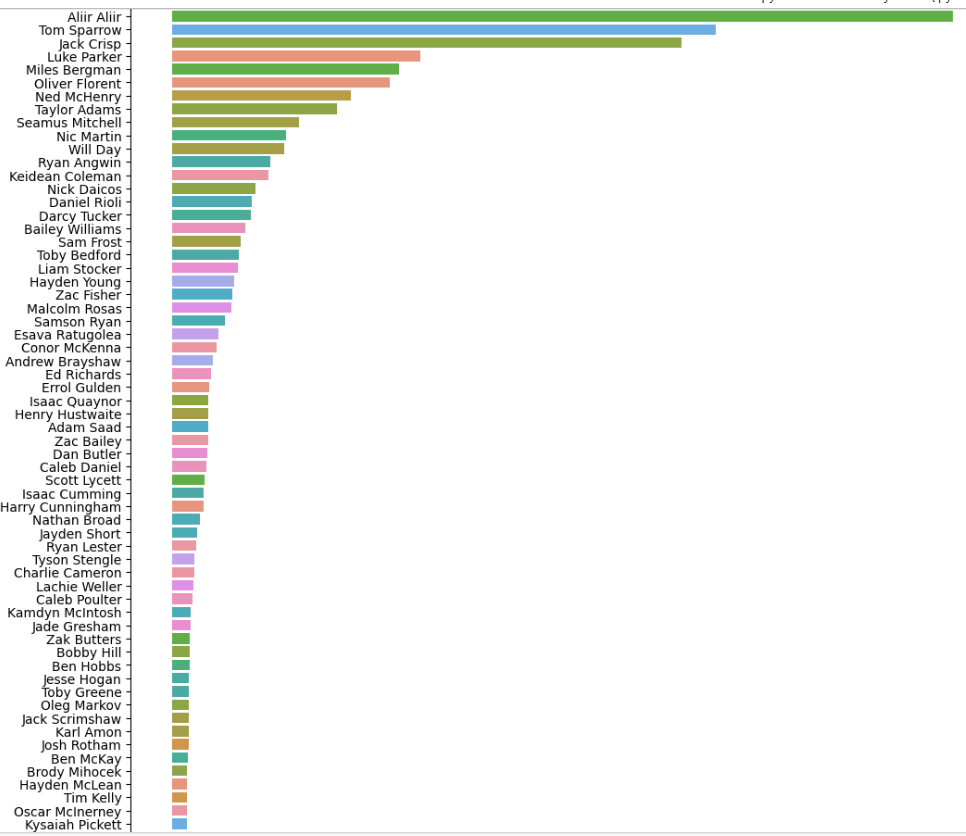 Aliir Aliir
Tom Sparrow
Jack Crisp
Luke Parker
Miles Bergman
Oliver Florent
Ned McHenry
Taylor Adams
Seamus Mitchell
Nic Martin
Will Day
Ryan Angwin
Keidean Coleman
Nick Daicos
Daniel Rioli
Darcy Tucker
Bailey Williams
Sam Frost
Toby Bedford
Liam Stocker
Hayden Young
Zac Fisher
Malcolm Rosas
Samson Ryan
Esava Ratugolea
Conor McKenna
Andrew Brayshaw
Ed Richards
Errol Gulden
Isaac Quaynor
Henry Hustwaite
Adam Saad
Zac Bailey
Dan Butler
Caleb Daniel
Scott Lycett
Isaac Cumming
Harry Cunningham
Nathan Broad
Jayden Short
Ryan Lester
Tyson Stengle
Charlie Cameron
Lachie Weller
Caleb Poulter
Kamdyn McIntosh
Jade Gresham
Zak Butters
Bobby Hill
Ben Hobbs
Jesse Hogan
Toby Greene
Oleg Markov
Jack Scrimshaw
Karl Amon
Josh Rotham
Ben McKay
Brody Mihocek
Hayden McLean
Tim Kelly
Oscar McInerney
Kysaiah Pickett